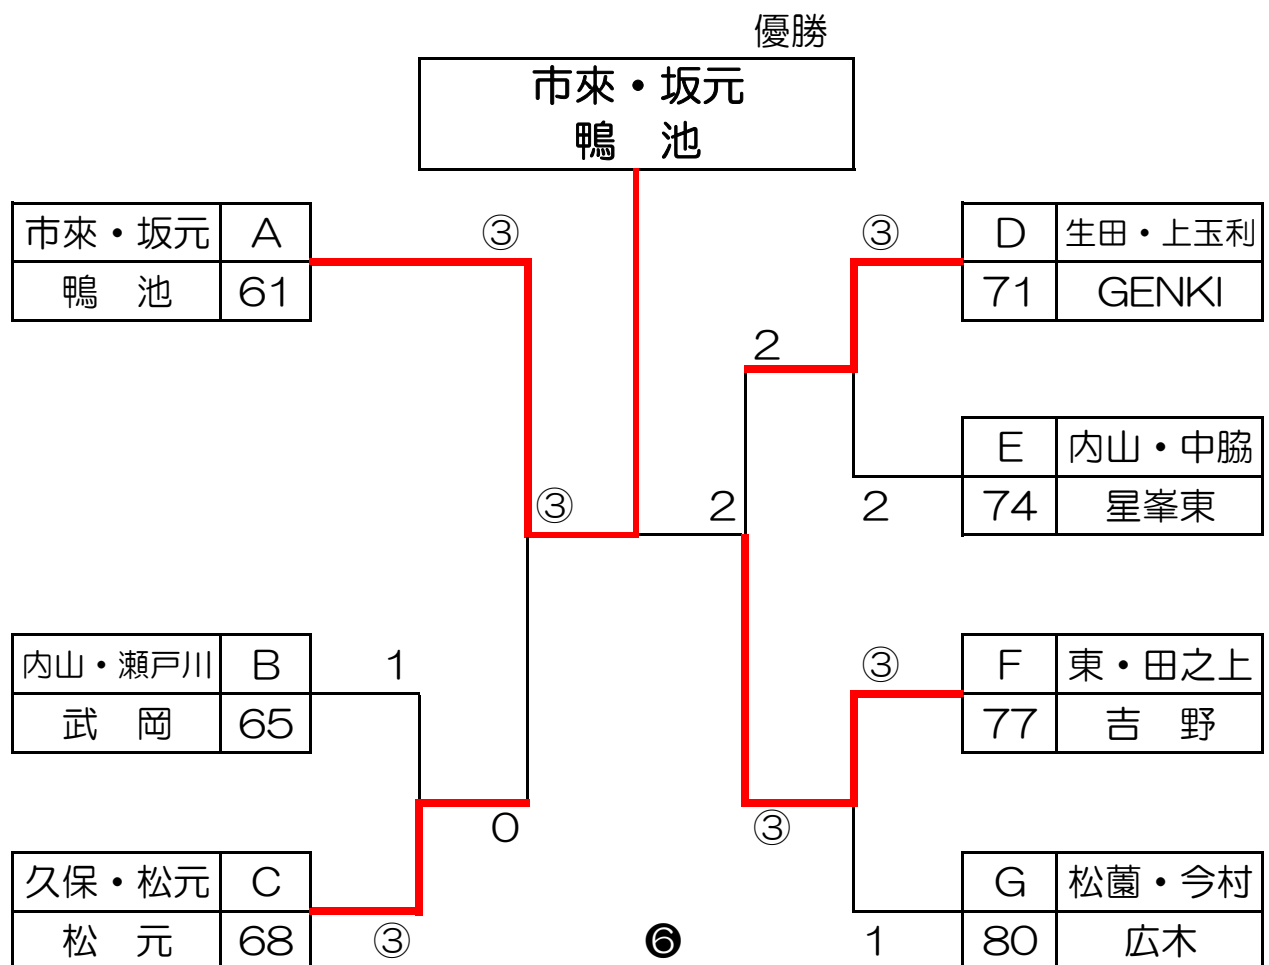 優勝
市來・坂元
鴨 池
市來・坂元 A ③ ③ D 生田・上玉利
鴨 池 61 71 GENKI
2
E 内山・中脇
③ 2 2 74 星峯東
内山・瀬戸川 B 1 ③ F 東・田之上
武 岡 65 77 吉 野
0 ③
久保・松元 C G 松薗・今村
松 元 68 ③ ❻ 1 80 広木